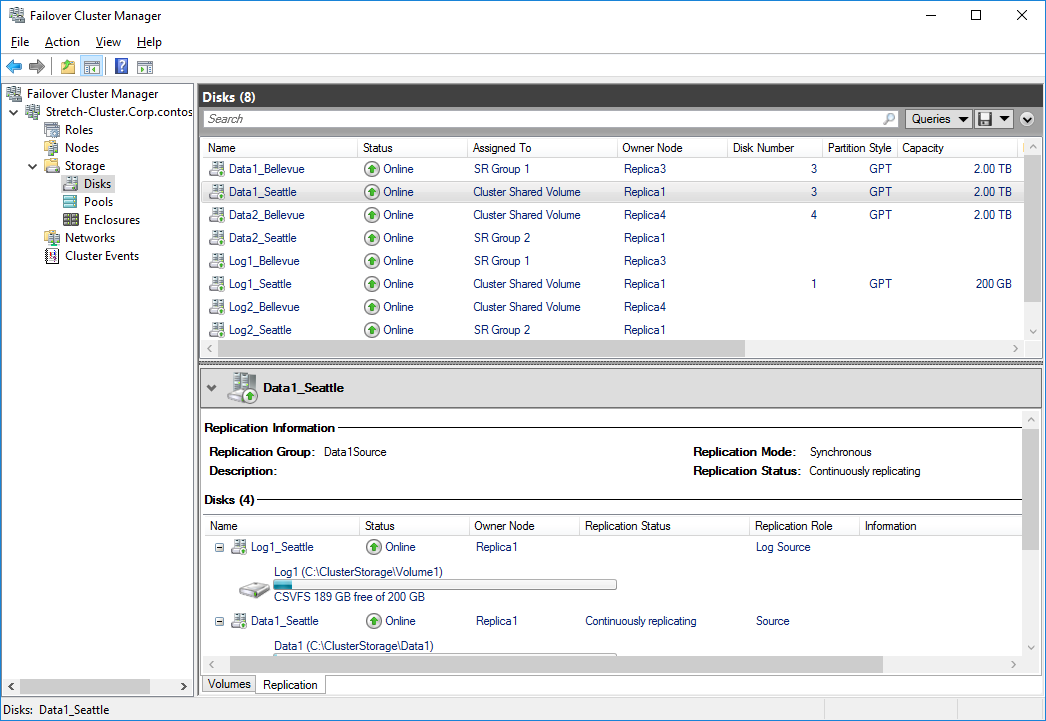 Failover Cluster Manager
File Action View Help
Failover Cluster Manager
Stretch-Cluster.Corp.contos
Roles
Nodes
Storage
Disks
Pools
Enclosures
Networks
Cluster Events
Disks (8)
Search Queries
Name Status Assigned To Owner Node Disk Number Partition Style Capacity
Data1_Bellevue Online SR Group 1 Replica3 3 GPT 2.00 TB
Data1_Seattle Online Cluster Shared Volume Replica1 3 GPT 2.00 TB
Data2_Bellevue Online Cluster Shared Volume Replica4 4 GPT 2.00 TB
Data2_Seattle Online SR Group 2 Replica1
Log1_Bellevue Online SR Group 1 Replica3
Log1_Seattle Online Cluster Shared Volume Replica1 1 GPT 200 GB
Log2_Bellevue Online Cluster Shared Volume Replica4
Log2_Seattle Online SR Group 2 Replica1
Data1_Seattle
Replication Information
Replication Group: Data1Source Replication Mode: Synchronous
Description: Replication Status: Continuously replicating
Disks (4)
Name Status Owner Node Replication Status Replication Role Information
Log1_Seattle Online Replica1 Log Source
Log1 (C:\ClusterStorage\Volume1)
CSVFS 189 GB free of 200 GB
Data1_Seattle Online Replica1 Continuously replicating Source
Data1 (C:\ClusterStorage\Data1)
Volumes Replication
Disks: Data1_Seattle